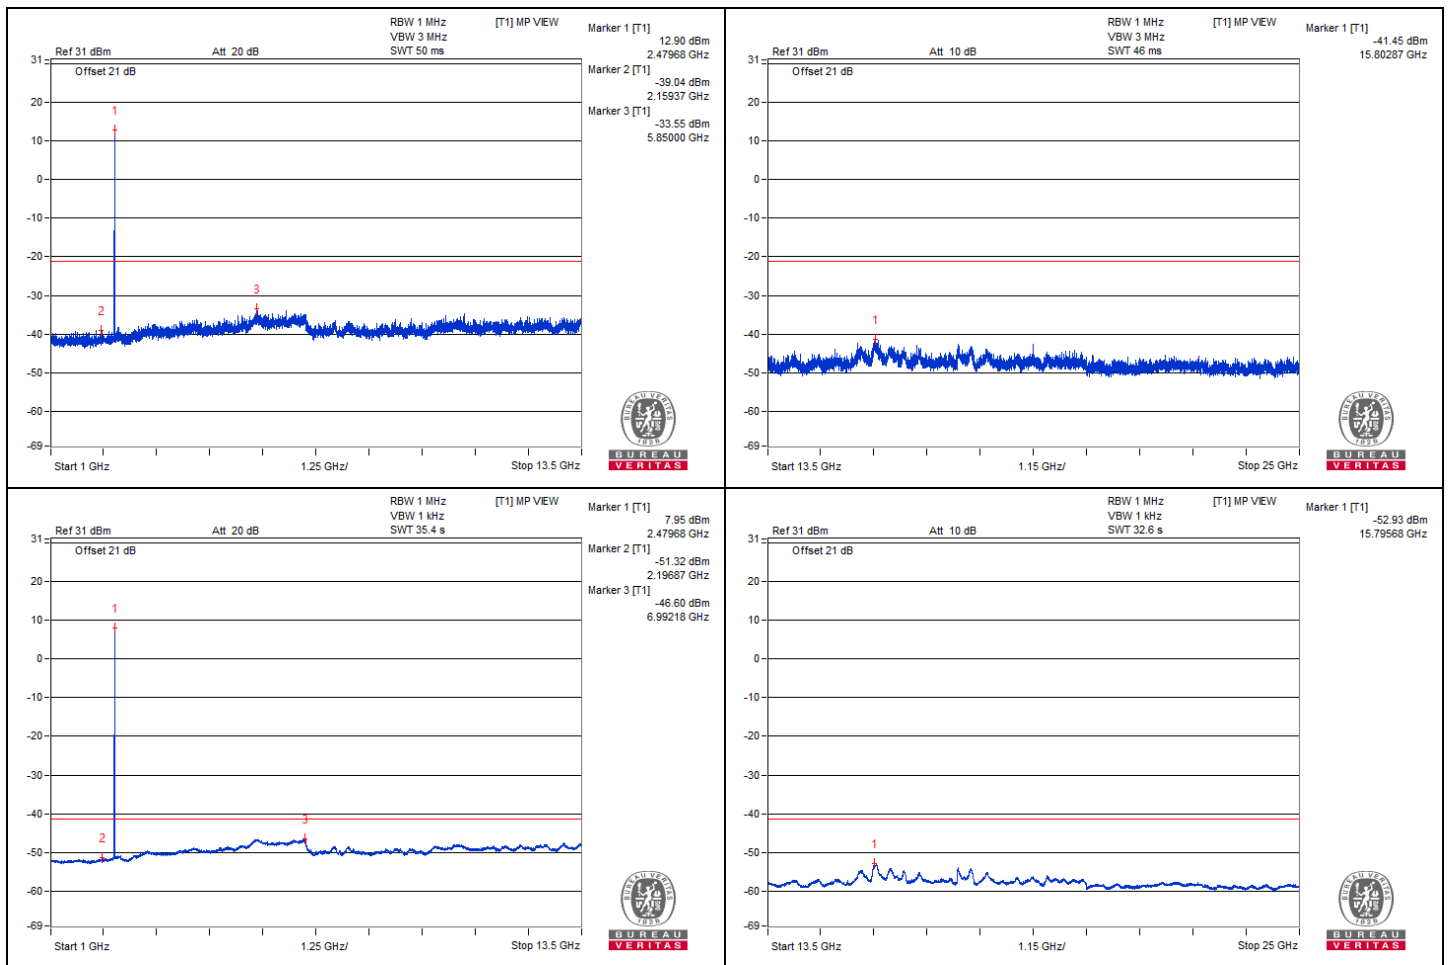 RBW 1 MHz [T1] MP VIEW
VBW 3 MHz
Ref 31 dBm Att 20 dB SWT 50 ms
Marker 1 [T1]
12.90 dBm
2.47968 GHz
Marker 2 [T1]
-39.04 dBm
2.15937 GHz
Marker 3 [T1]
-33.55 dBm
5.85000 GHz
31
Offset 21 dB
20
1
10
0
-10
-20
-30
3
2
-40
-50
-60
-69
Start 1 GHz 1.25 GHz/ Stop 13.5 GHz
BUREAU VERITAS
1828
BUREAU
VERITAS
RBW 1 MHz [T1] MP VIEW
VBW 3 MHz
Ref 31 dBm Att 10 dB SWT 46 ms
Marker 1 [T1]
-41.45 dBm
15.80287 GHz
31
Offset 21 dB
20
10
0
-10
-20
-30
1
-40
-50
-60
-69
Start 13.5 GHz 1.15 GHz/ Stop 25 GHz
BUREAU VERITAS
1828
BUREAU
VERITAS
RBW 1 MHz [T1] MP VIEW
VBW 1 kHz
Ref 31 dBm Att 20 dB SWT 35.4 s
Marker 1 [T1]
7.95 dBm
2.47968 GHz
Marker 2 [T1]
-51.32 dBm
2.19687 GHz
Marker 3 [T1]
-46.60 dBm
6.99218 GHz
31
Offset 21 dB
20
1
10
0
-10
-20
-30
-40
3
2
-50
-60
-69
Start 1 GHz 1.25 GHz/ Stop 13.5 GHz
BUREAU VERITAS
1828
BUREAU
VERITAS
RBW 1 MHz [T1] MP VIEW
VBW 1 kHz
Ref 31 dBm Att 10 dB SWT 32.6 s
Marker 1 [T1]
-52.93 dBm
15.79568 GHz
31
Offset 21 dB
20
10
0
-10
-20
-30
-40
1
-50
-60
-69
Start 13.5 GHz 1.15 GHz/ Stop 25 GHz
BUREAU VERITAS
1828
BUREAU
VERITAS